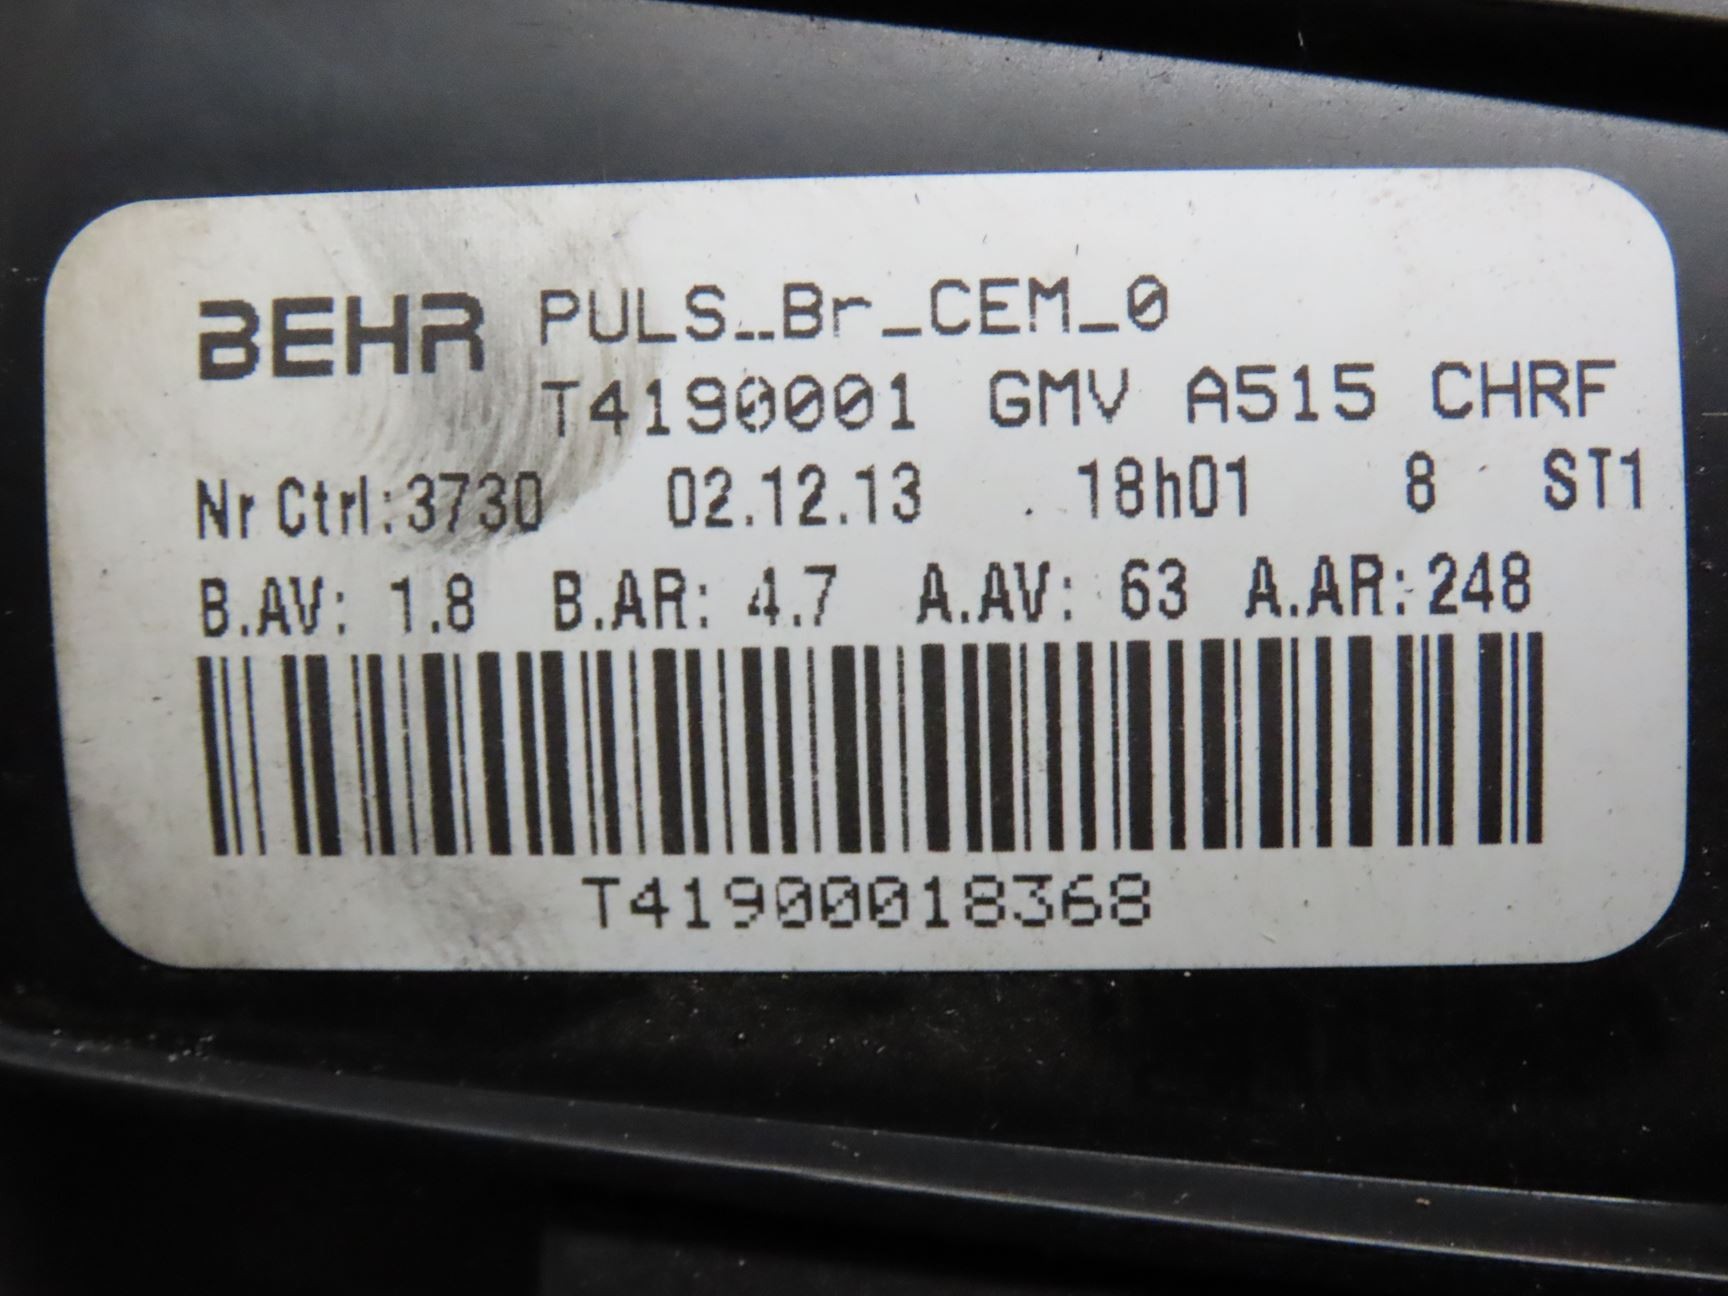 BEHR PULS_Br_CEM_0
T4190001 GMV A515 CHRF
Nr Ctrl:3730 02.12.13 18h01 8 ST1
B.AV: 1.8 B.AR: 4.7 A.AV: 63 A.AR:248
T41900018368